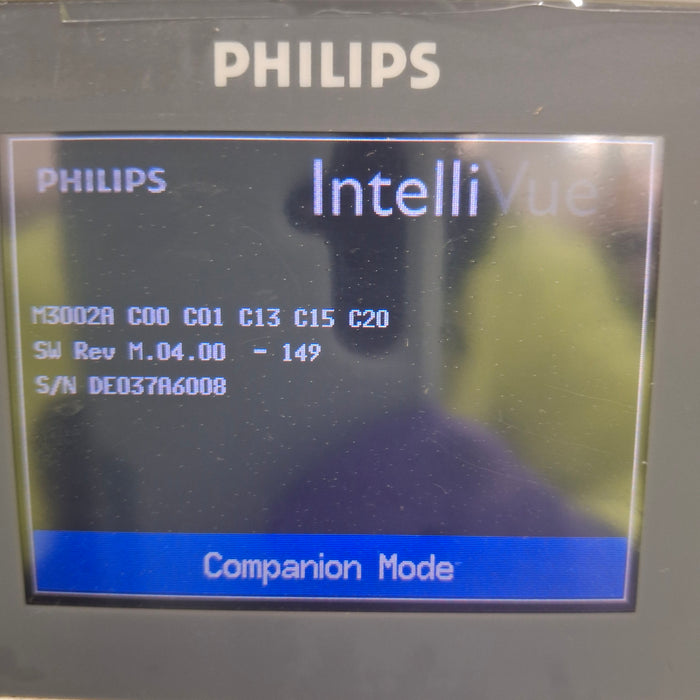 PHILIPS
PHILIPS
IntelliVue
M3002A C00 C01 C13 C15 C20
SW Rev M.04.00 - 149
S/N DE037A6008
Companion Mode